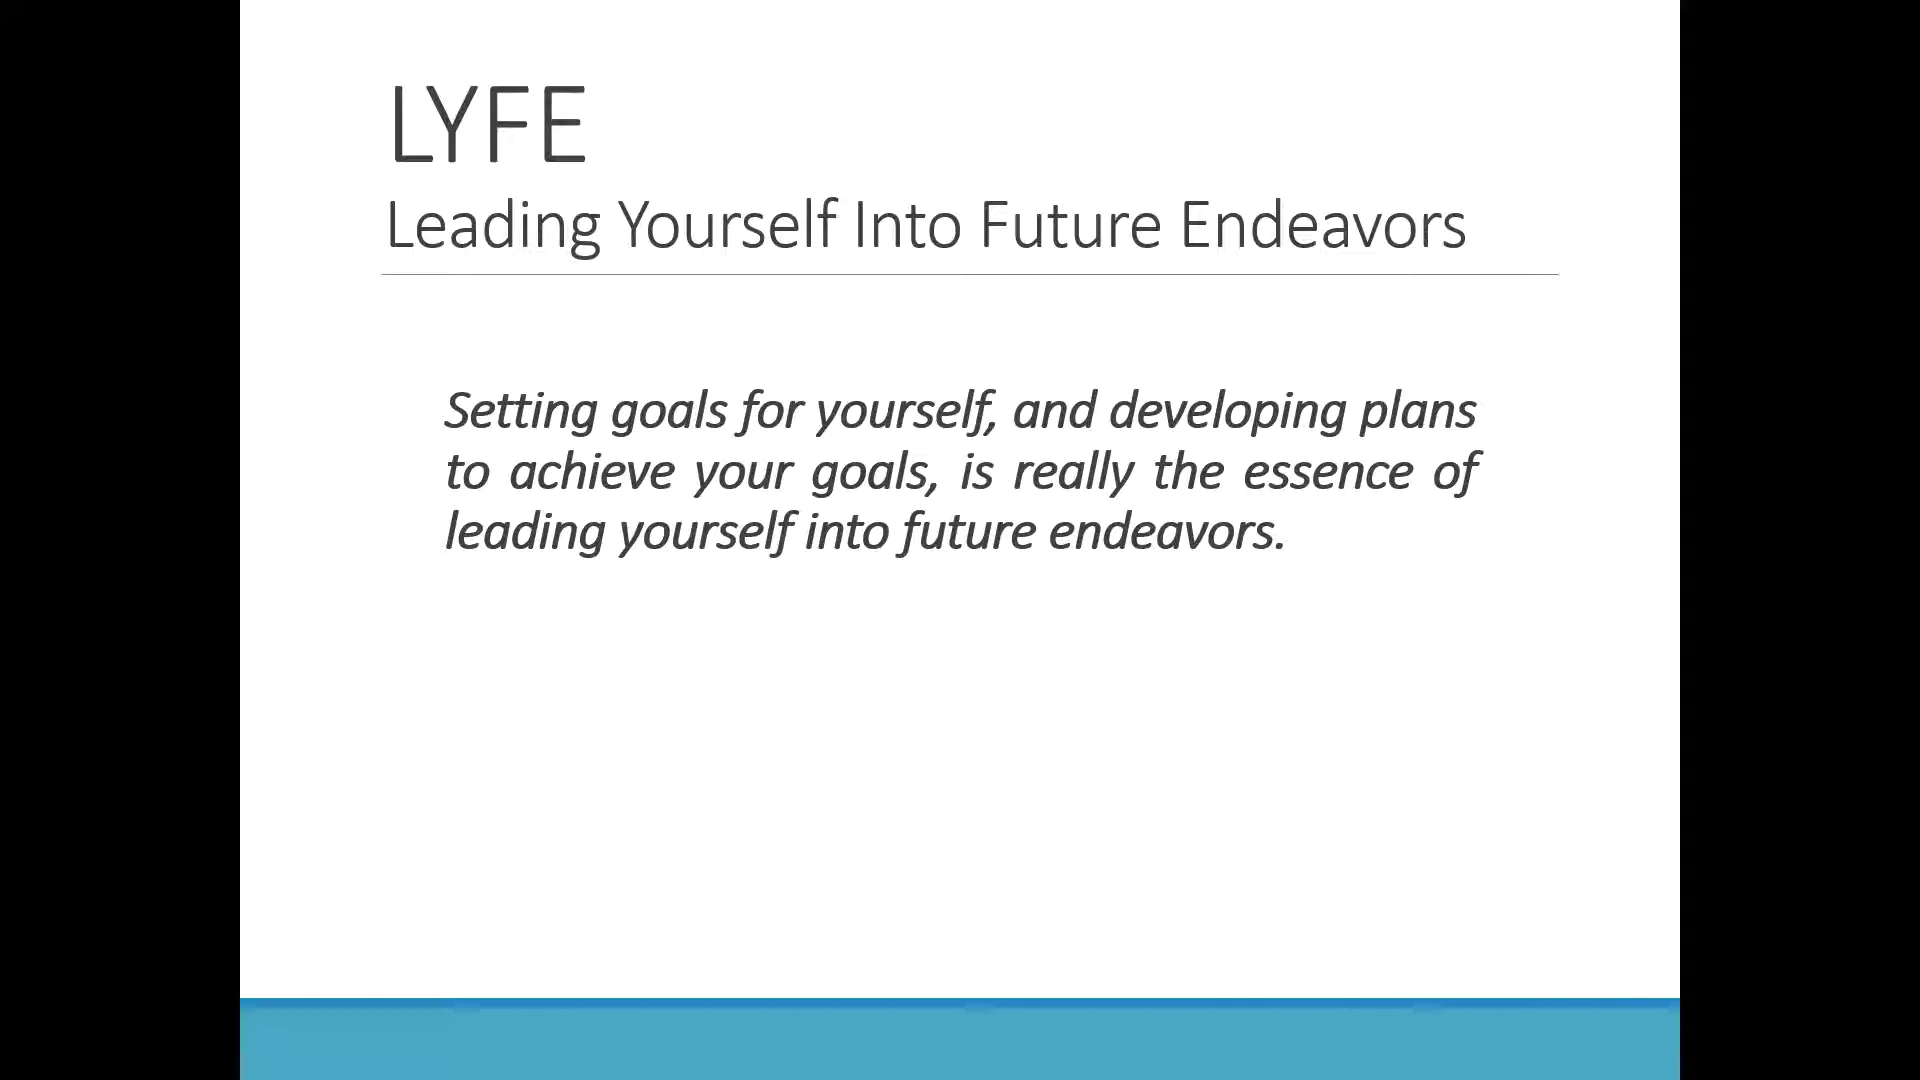 LYFE
Leading Yourself Into Future Endeavors
Setting goals for yourself, and developing plans
to achieve your goals, is really the essence of
leading yourself into future endeavors.